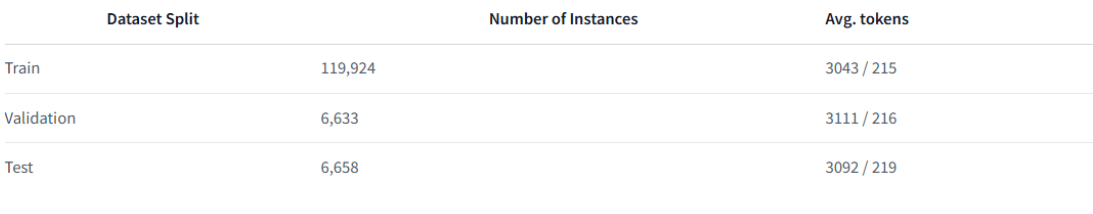 Dataset Split Number of Instances Avg. tokens
Train 119,924 3043 / 215
Validation 6,633 3111 / 216
Test 6,658 3092 / 219